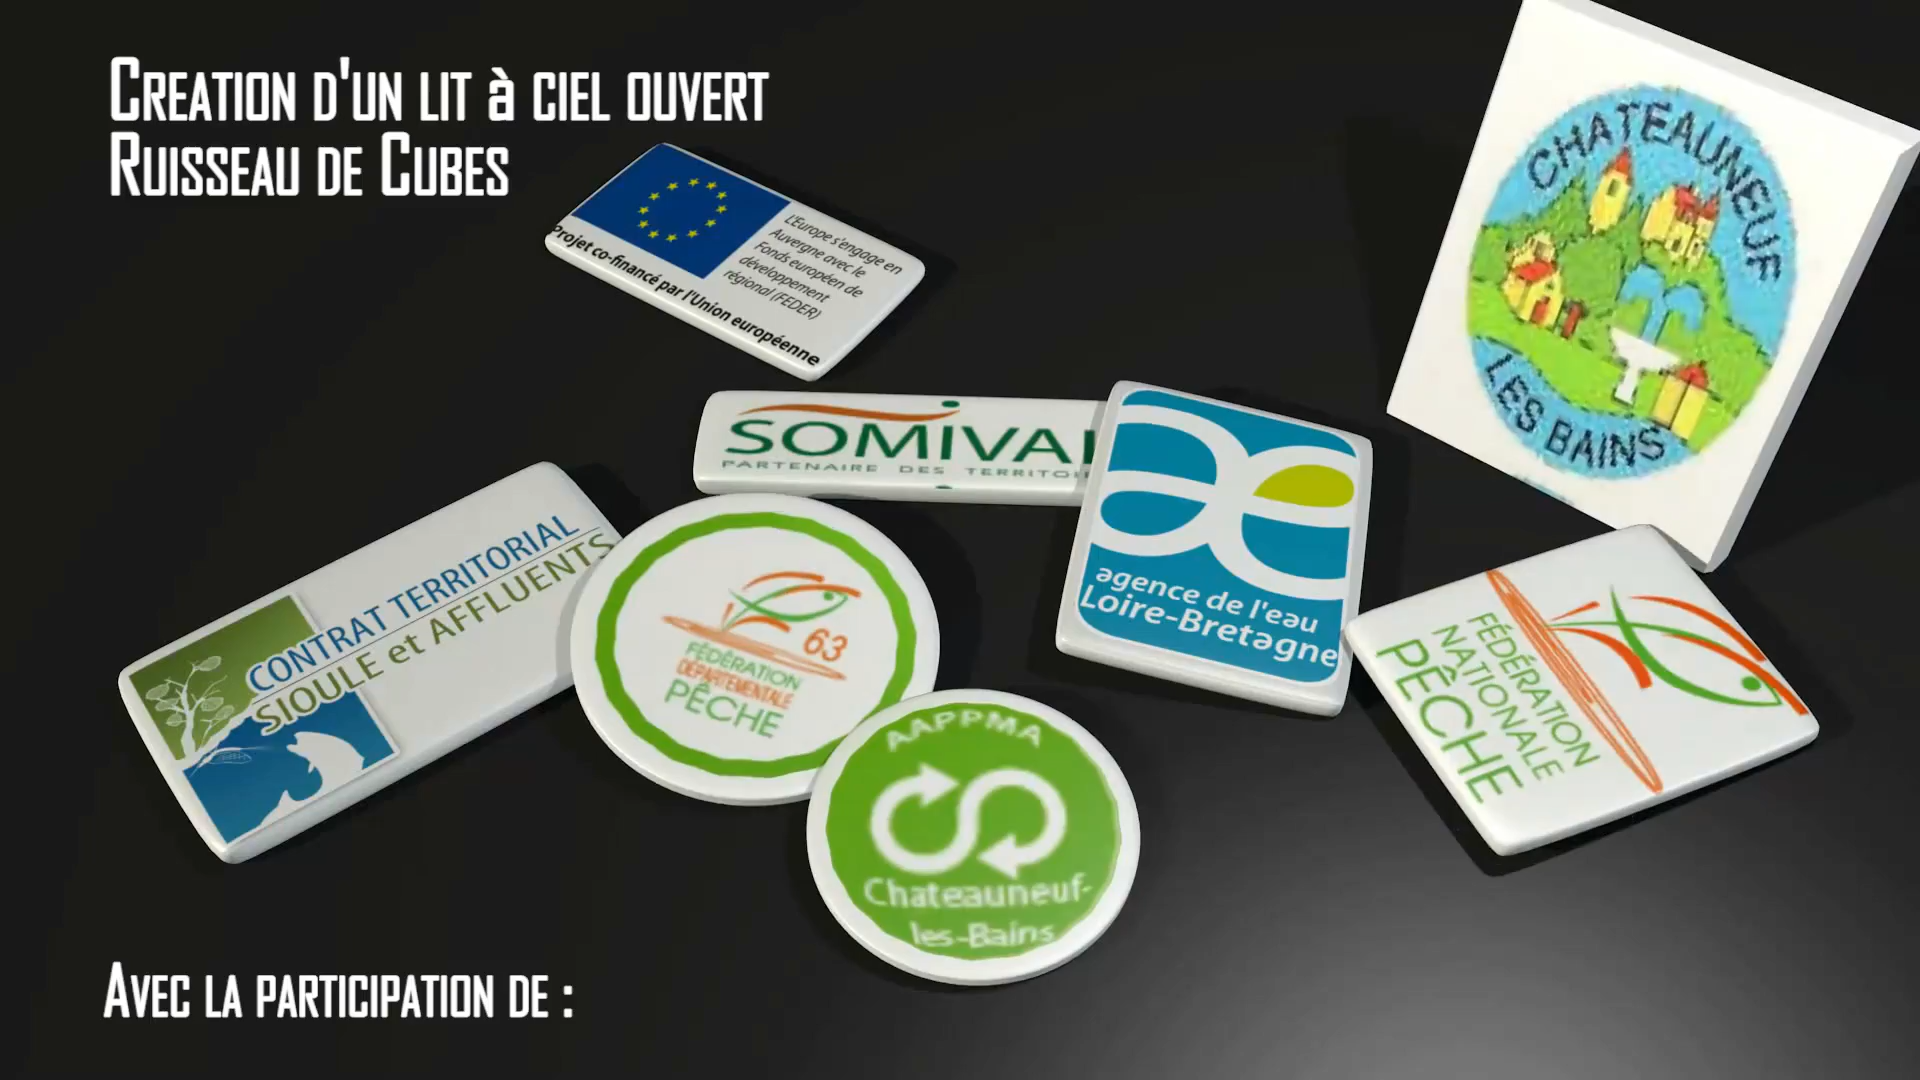 CREATION D'UN LIT à CIEL OUVERT
RUISSEAU DE CUBES
L'Europe s'engage en
Auvergne avec le
Fonds européen de
développement
régional (FEDER)
Projet co-financé par l'Union européenne
CHATEAUNEUF
LES BAINS
SOMIVAL
PARTENAIRE DES
agence de l'eau
Loire-Bretagne
CONTRAT TERRITORIAL
SIOULE et AFFLUENTS
63
FÉDÉRATION
DÉPARTEMENTALE
PÊCHE
FÉDÉRATION
NATIONALE
PÊCHE
AAPPMA
Chateauneuf-
les-Bains
AVEC LA PARTICIPATION DE :